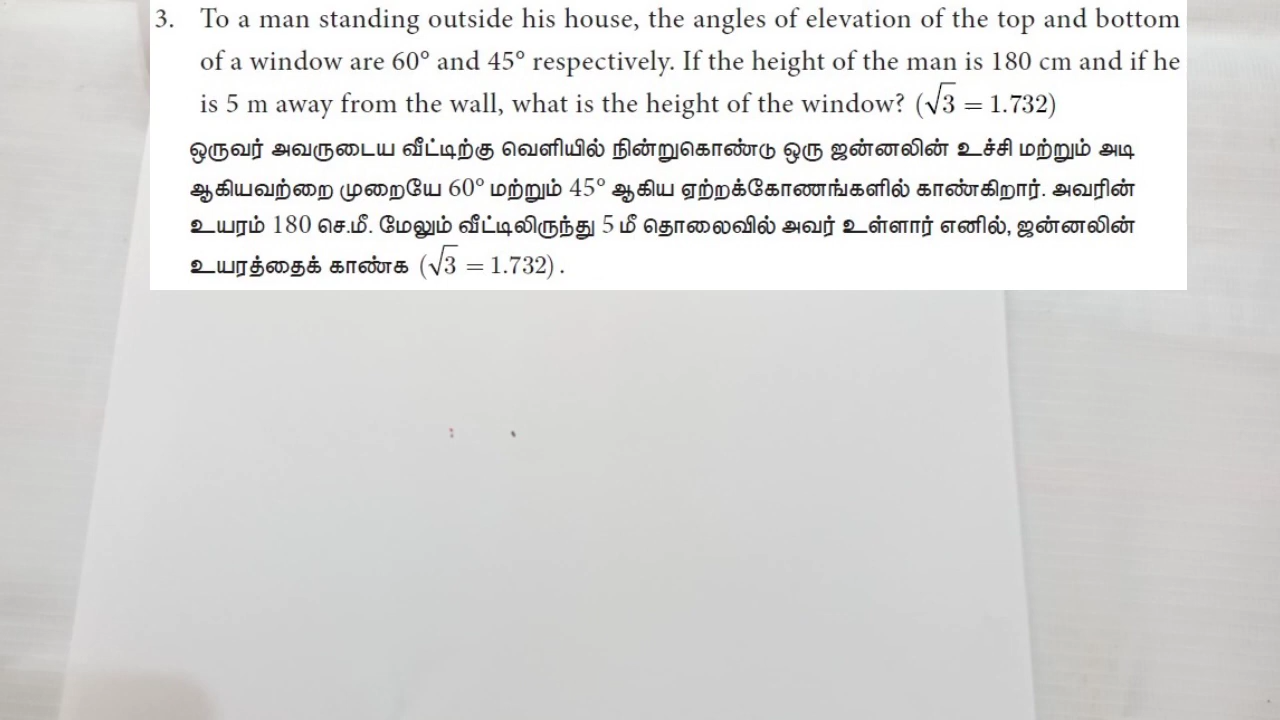 3. To a man standing outside his house, the angles of elevation of the top and bottom
of a window are 60° and 45° respectively. If the height of the man is 180 cm and if he
is 5 m away from the wall, what is the height of the window? (√3 = 1.732)
ஒருவர் அவருடைய வீட்டிற்கு வெளியில் நின்றுகொண்டு ஒரு ஜன்னலின் உச்சி மற்றும் அடி
ஆகியவற்றை முறையே 60° மற்றும் 45° ஆகிய ஏற்றக்கோணங்களில் காண்கிறார். அவரின்
உயரம் 180 செ.மீ. மேலும் வீட்டிலிருந்து 5 மீ தொலைவில் அவர் உள்ளார் எனில், ஜன்னலின்
உயரத்தைக் காண்க (√3 = 1.732).